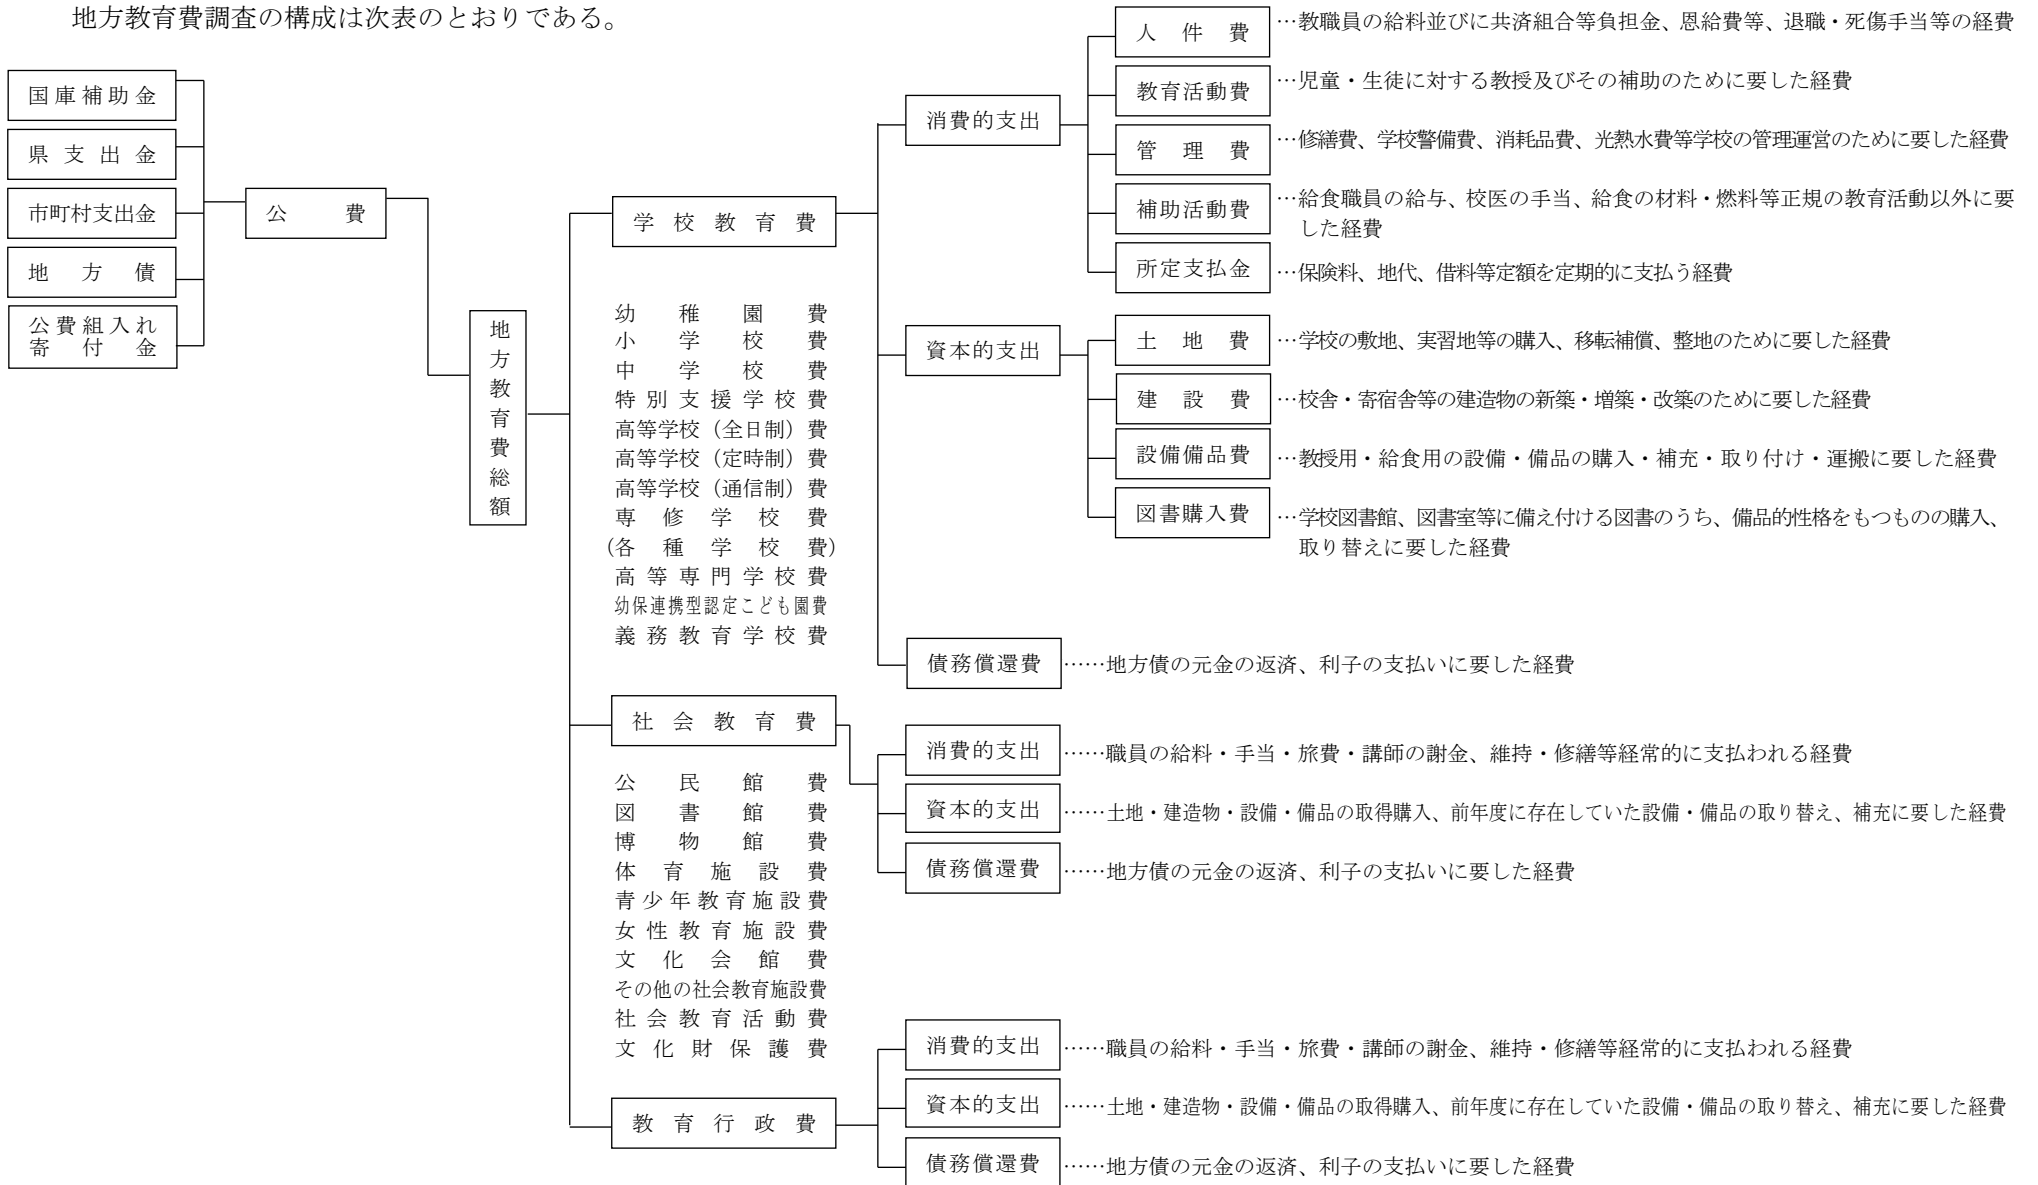 地方教育費調査の構成は次表のとおりである。
国庫補助金
県支出金
市町村支出金
地方債
公費組入れ
寄付金
公費
地方教育費総額
学校教育費
幼稚園費
小学校費
中学校費
特別支援学校費
高等学校（全日制）費
高等学校（定時制）費
高等学校（通信制）費
専修学校費
（各種学校費）
高等専門学校費
幼保連携型認定こども園費
義務教育学校費
消費的支出
人件費
…教職員の給料並びに共済組合等負担金、恩給費等、退職・死傷手当等の経費
教育活動費
…児童・生徒に対する教授及びその補助のために要した経費
管理費
…修繕費、学校警備費、消耗品費、光熱水費等学校の管理運営のために要した経費
補助活動費
…給食職員の給与、校医の手当、給食の材料・燃料等正規の教育活動以外に要
した経費
所定支払金
…保険料、地代、借料等定額を定期的に支払う経費
資本的支出
土地費
…学校の敷地、実習地等の購入、移転補償、整地のために要した経費
建設費
…校舎・寄宿舎等の建造物の新築・増築・改築のために要した経費
設備備品費
…教授用・給食用の設備・備品の購入・補充・取り付け・運搬に要した経費
図書購入費
…学校図書館、図書室等に備え付ける図書のうち、備品的性格をもつものの購入、
取り替えに要した経費
債務償還費
……地方債の元金の返済、利子の支払いに要した経費
社会教育費
公民館費
図書館費
博物館費
体育施設費
青少年教育施設費
女性教育施設費
文化会館費
その他の社会教育施設費
社会教育活動費
文化財保護費
消費的支出
……職員の給料・手当・旅費・講師の謝金、維持・修繕等経常的に支払われる経費
資本的支出
……土地・建造物・設備・備品の取得購入、前年度に存在していた設備・備品の取り替え、補充に要した経費
債務償還費
……地方債の元金の返済、利子の支払いに要した経費
教育行政費
消費的支出
……職員の給料・手当・旅費・講師の謝金、維持・修繕等経常的に支払われる経費
資本的支出
……土地・建造物・設備・備品の取得購入、前年度に存在していた設備・備品の取り替え、補充に要した経費
債務償還費
……地方債の元金の返済、利子の支払いに要した経費